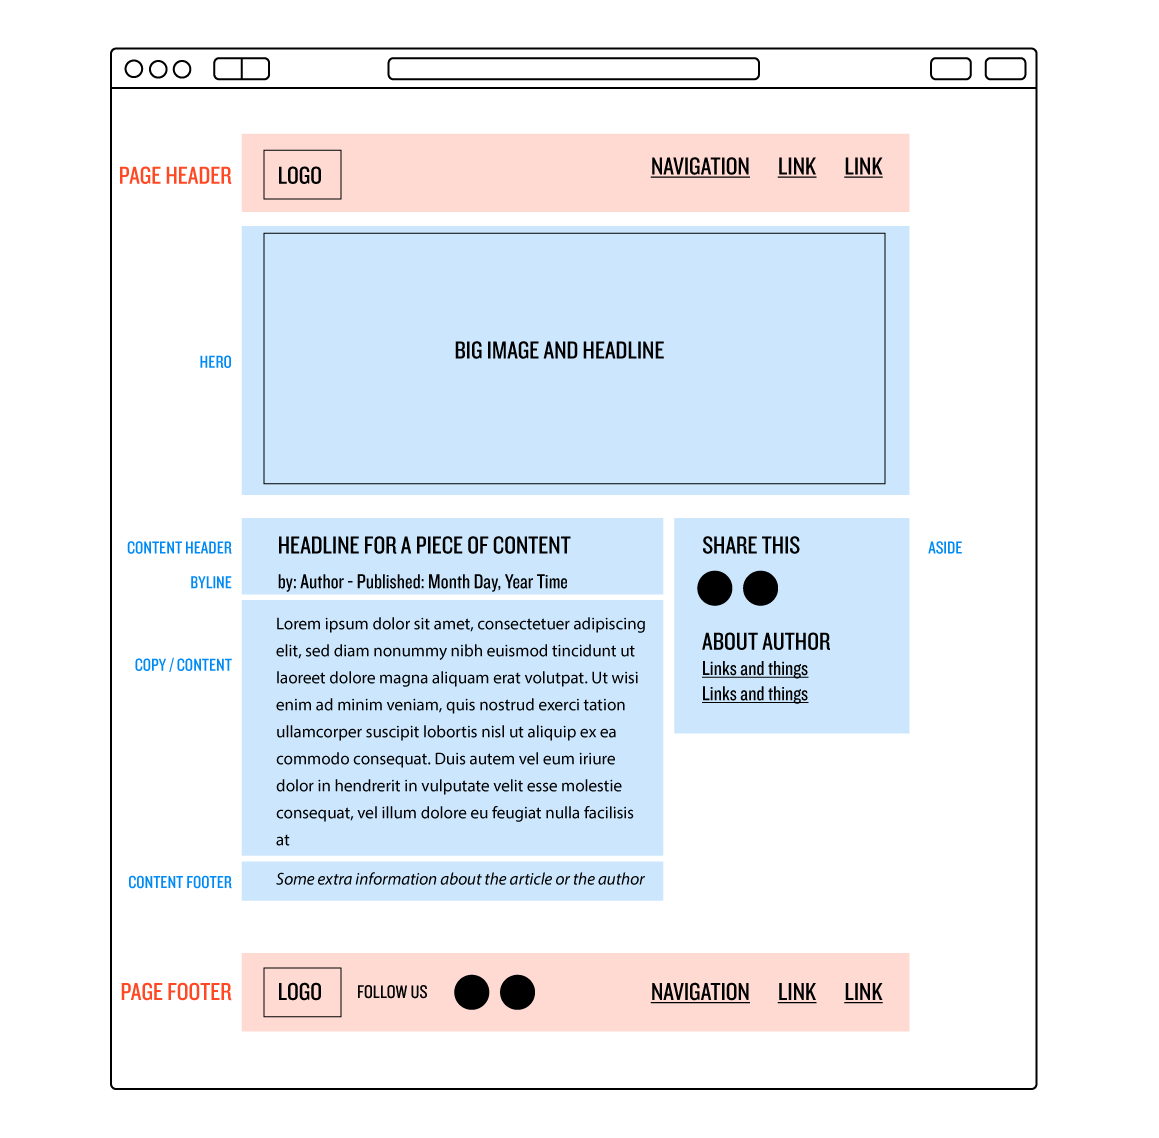 PAGE HEADER
LOGO
NAVIGATION LINK LINK
HERO
BIG IMAGE AND HEADLINE
CONTENT HEADER
HEADLINE FOR A PIECE OF CONTENT
BYLINE
by: Author - Published: Month Day, Year Time
COPY / CONTENT
Lorem ipsum dolor sit amet, consectetuer adipiscing
elit, sed diam nonummy nibh euismod tincidunt ut
laoreet dolore magna aliquam erat volutpat. Ut wisi
enim ad minim veniam, quis nostrud exerci tation
ullamcorper suscipit lobortis nisl ut aliquip ex ea
commodo consequat. Duis autem vel eum iriure
dolor in hendrerit in vulputate velit esse molestie
consequat, vel illum dolore eu feugiat nulla facilisis
at
CONTENT FOOTER
Some extra information about the article or the author
ASIDE
SHARE THIS
ABOUT AUTHOR
Links and things
Links and things
PAGE FOOTER
LOGO
FOLLOW US
NAVIGATION LINK LINK